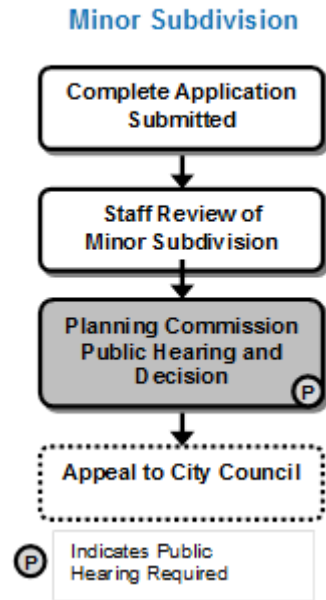 Minor Subdivision
Complete Application
Submitted
Staff Review of
Minor Subdivision
Planning Commission
Public Hearing and
Decision
P
Appeal to City Council
P
Indicates Public
Hearing Required